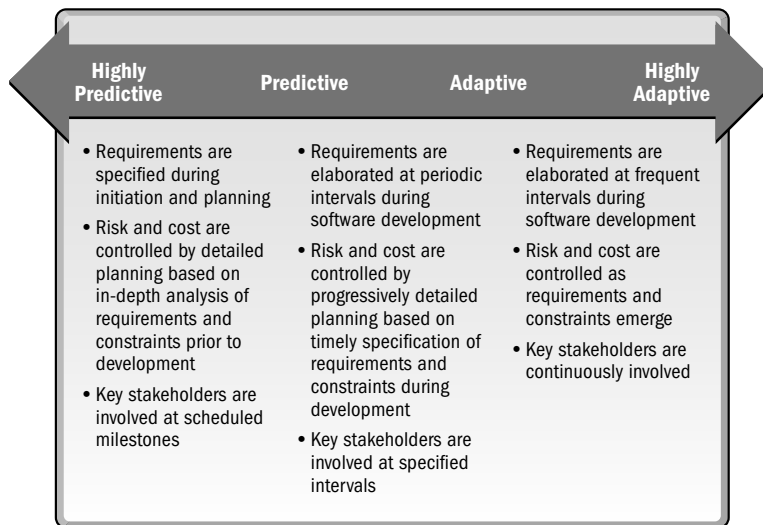 Highly
Predictive
Predictive
Adaptive
Highly
Adaptive
• Requirements are
specified during
initiation and planning
• Risk and cost are
controlled by detailed
planning based on
in-depth analysis of
requirements and
constraints prior to
development
• Key stakeholders are
involved at scheduled
milestones
• Requirements are
elaborated at periodic
intervals during
software development
• Risk and cost are
controlled by
progressively detailed
planning based on
timely specification of
requirements and
constraints during
development
• Key stakeholders are
involved at specified
intervals
• Requirements are
elaborated at frequent
intervals during
software development
• Risk and cost are
controlled as
requirements and
constraints emerge
• Key stakeholders are
continuously involved